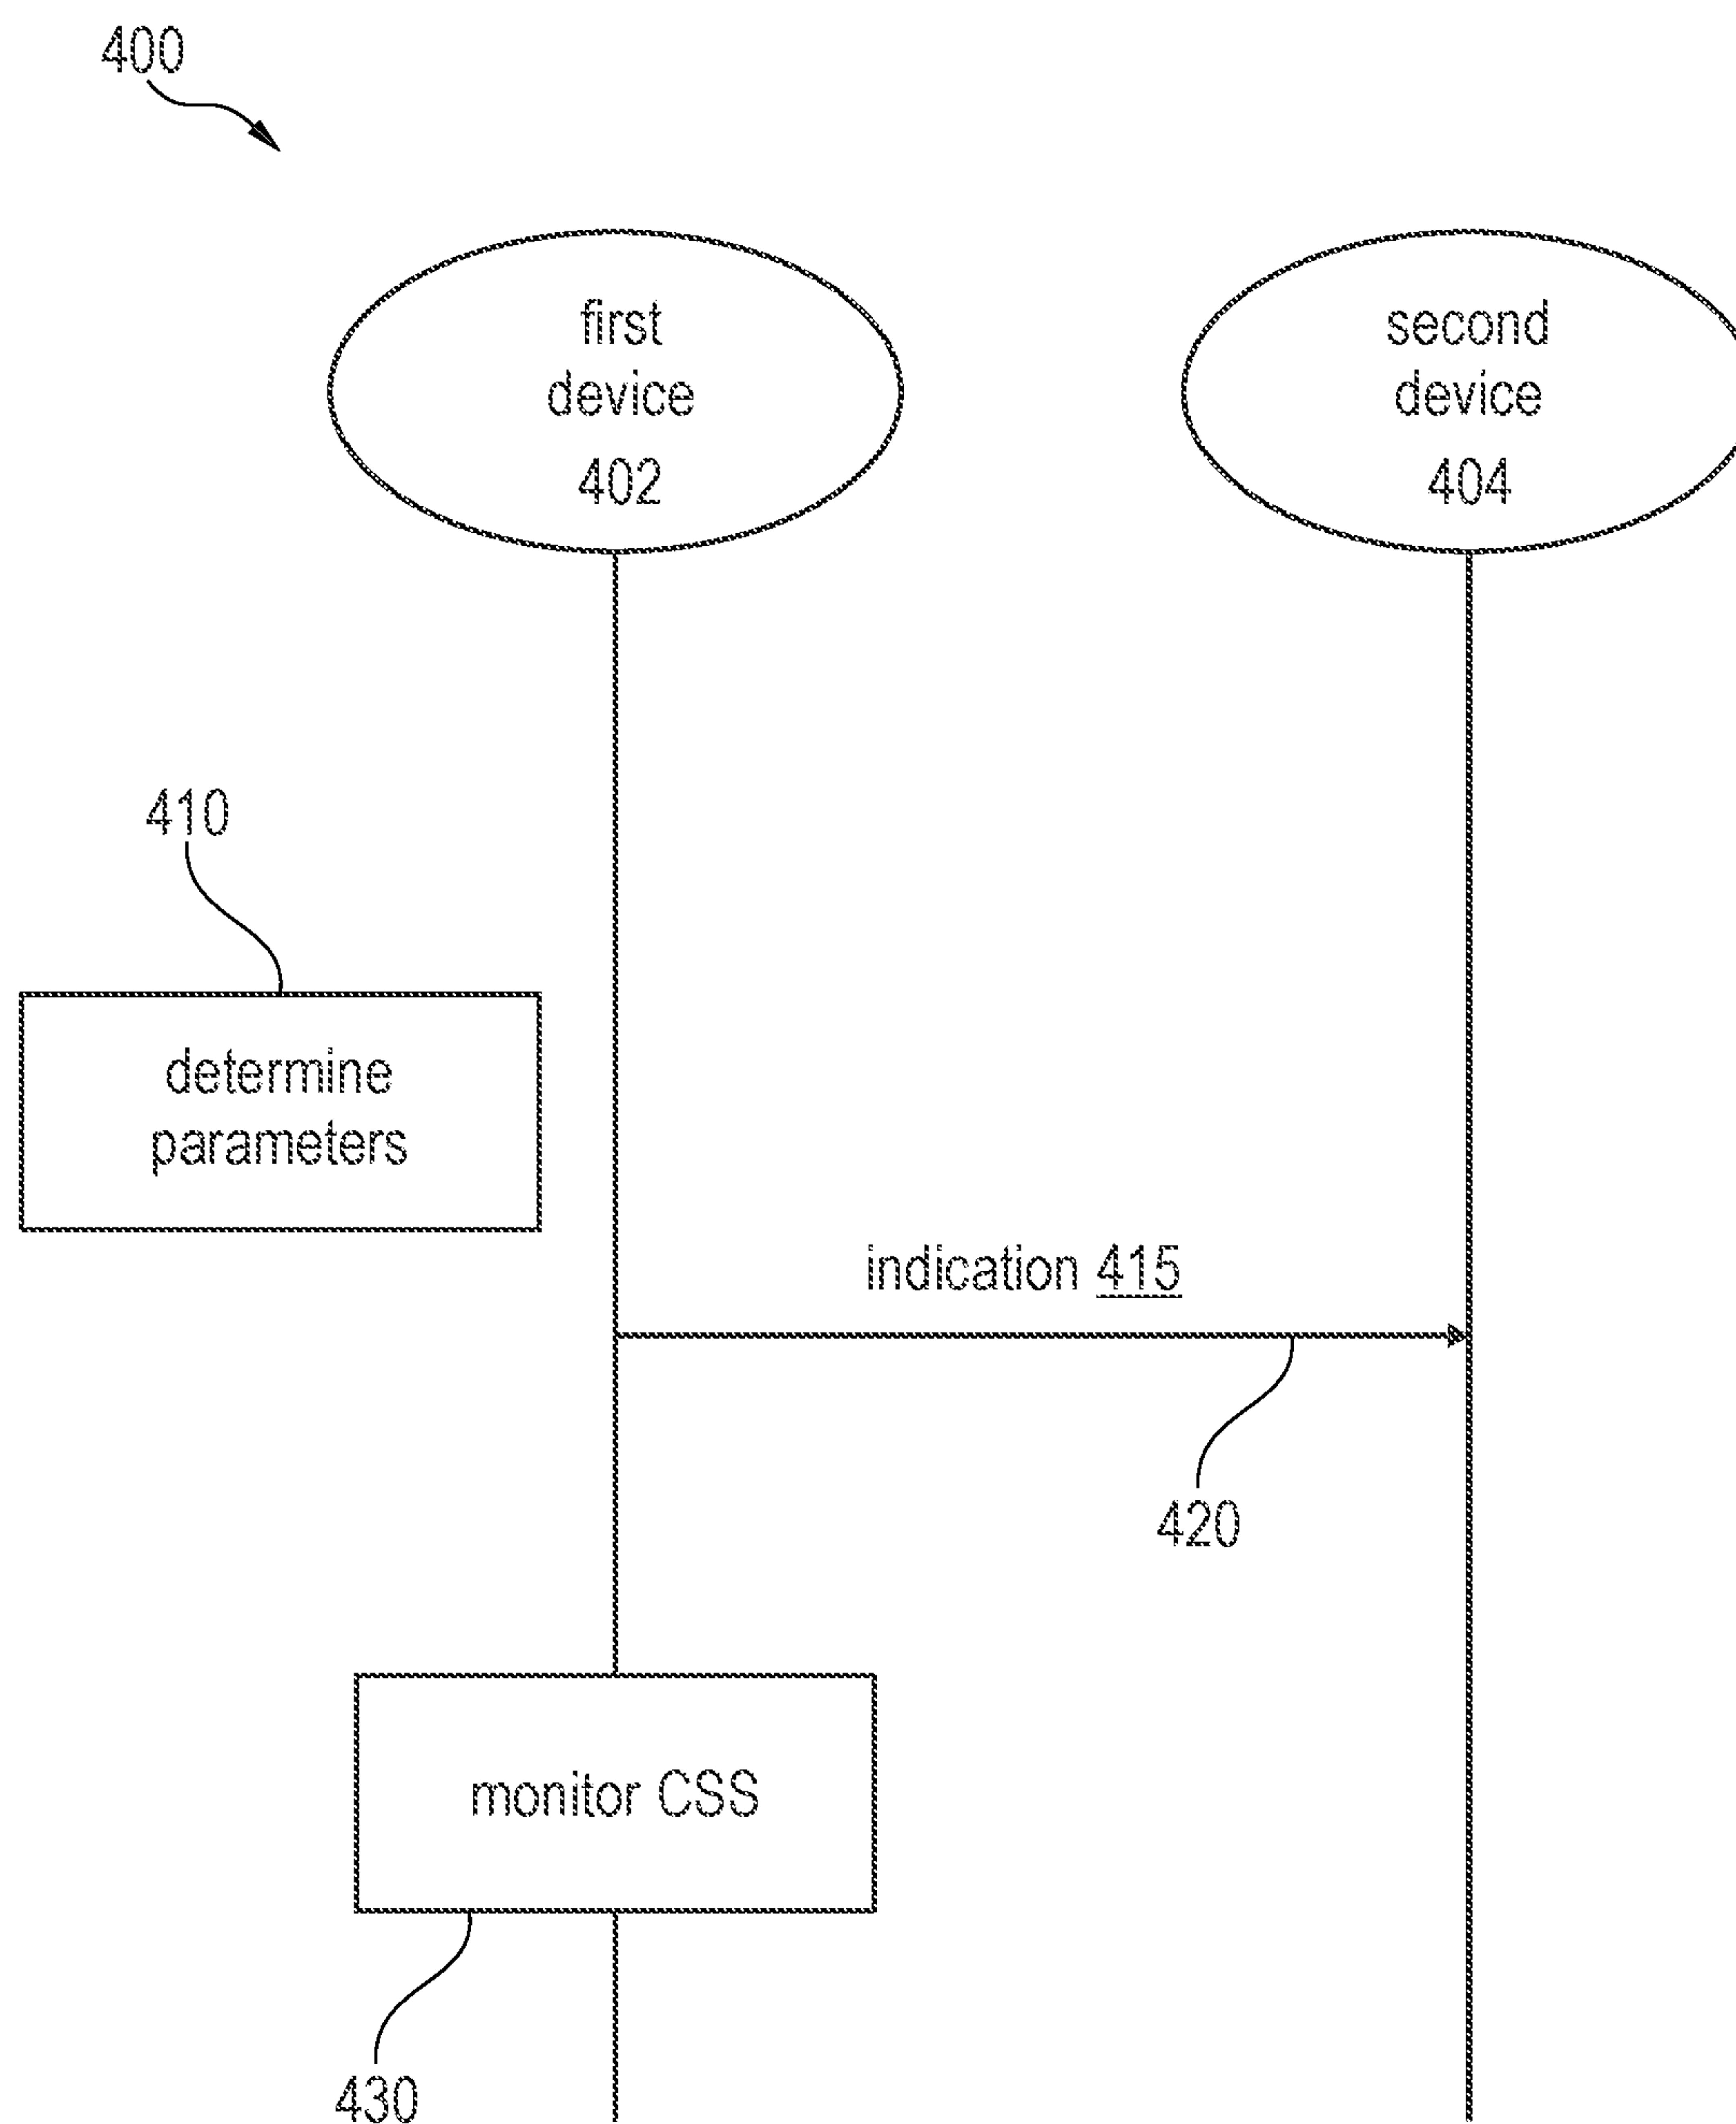 400
first
device
402
second
device
404
410
determine
parameters
indication 415
420
monitor CSS
430